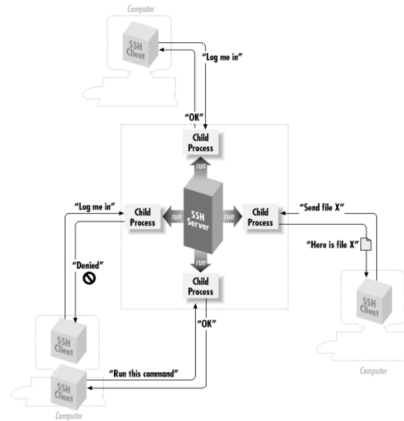 Computer
SSH
Client
"Log me in"
"OK"
Child
Process
run
"Log me in"
Child
Process
run
SSH
Server
run
Child
Process
"Send file X"
"Here is file X"
"Denied"
run
Child
Process
"OK"
SSH
Client
Computer
SSH
Client
"Run this command"
SSH
Client
Computer